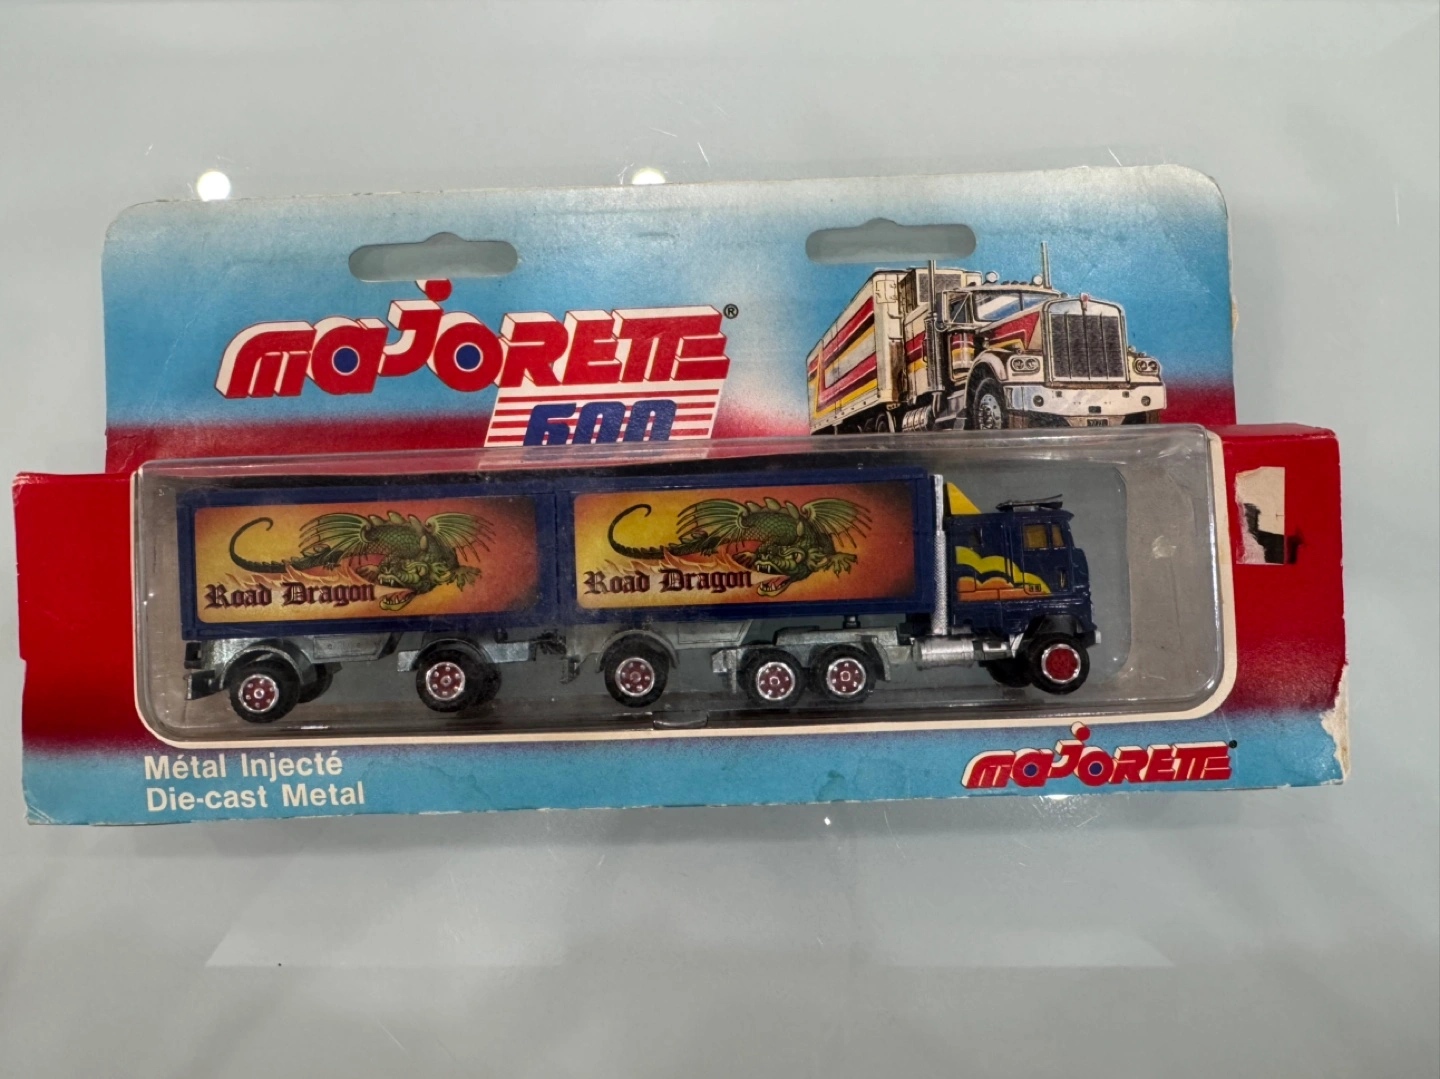 MAJORETTE®
600
Road Dragon
Road Dragon
Métal Injecté
Die-cast Metal
MAJORETTE